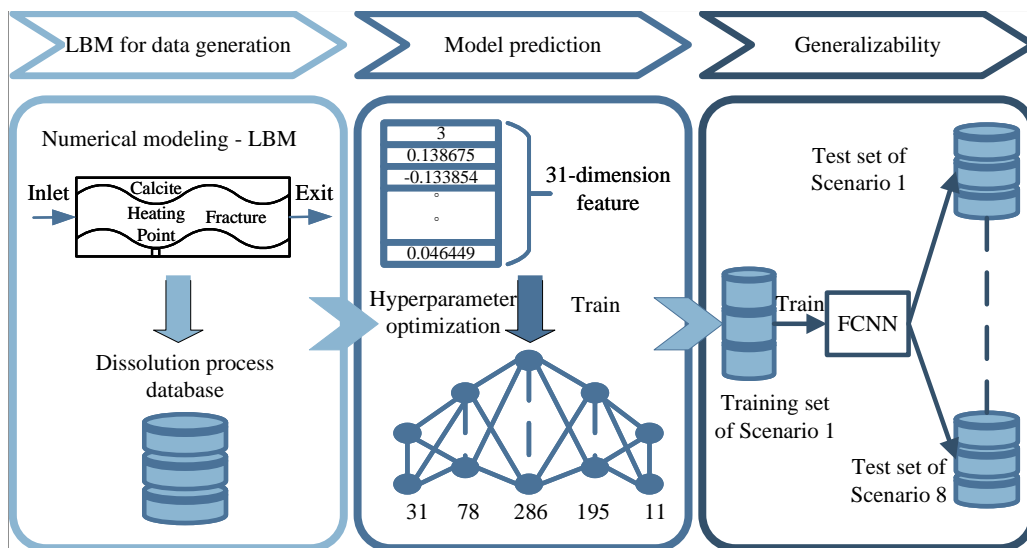 LBM for data generation
Model prediction
Generalizability
Numerical modeling - LBM
Inlet
Calcite
Exit
Heating
Point
Fracture
Dissolution process
database
3
0.138675
-0.133854
0.046449
31-dimension
feature
Hyperparameter
optimization
Train
31 78 286 195 11
Test set of
Scenario 1
Train
FCNN
Training set
of Scenario 1
Test set of
Scenario 8